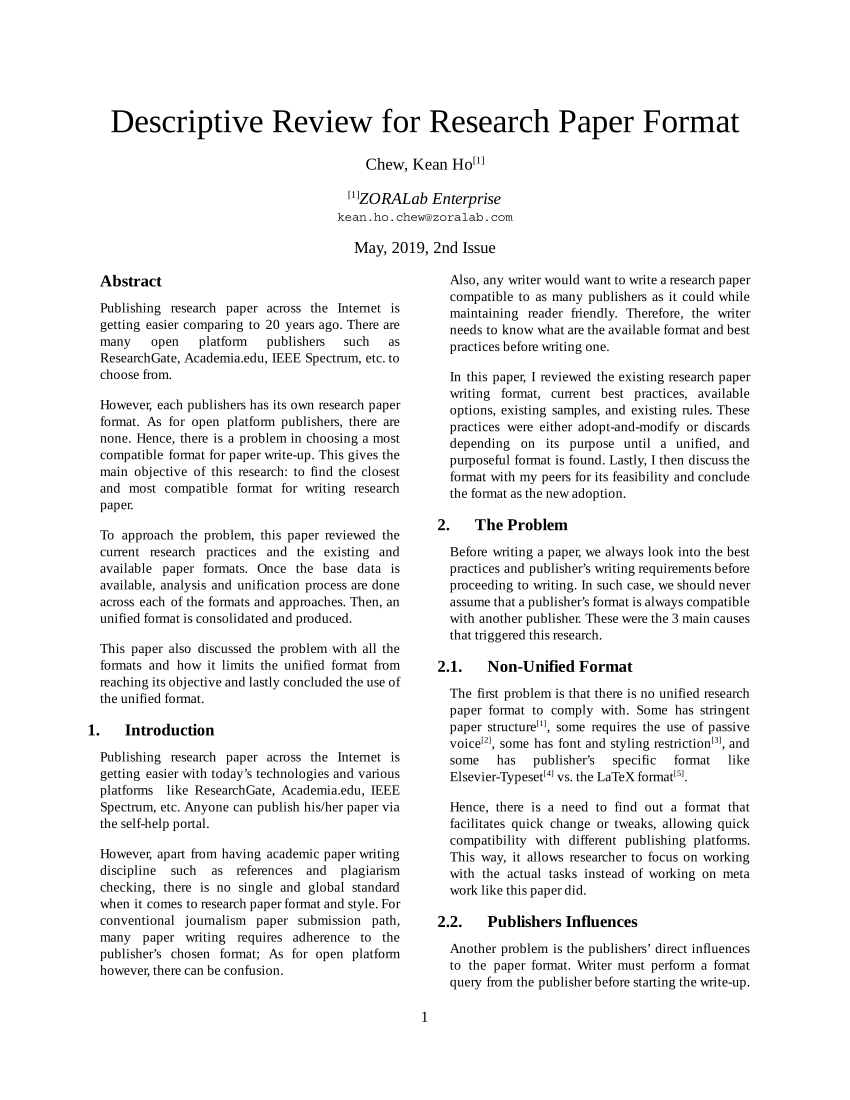 Descriptive Review for Research Paper Format
Chew, Kean Ho[1]
[1]ZORALab Enterprise
kean.ho.chew@zoralab.com
May, 2019, 2nd Issue
Abstract
Publishing research paper across the Internet is
getting easier comparing to 20 years ago. There are
many open platform publishers such as
ResearchGate, Academia.edu, IEEE Spectrum, etc. to
choose from.
However, each publishers has its own research paper
format. As for open platform publishers, there are
none. Hence, there is a problem in choosing a most
compatible format for paper write-up. This gives the
main objective of this research: to find the closest
and most compatible format for writing research
paper.
To approach the problem, this paper reviewed the
current research practices and the existing and
available paper formats. Once the base data is
available, analysis and unification process are done
across each of the formats and approaches. Then, an
unified format is consolidated and produced.
This paper also discussed the problem with all the
formats and how it limits the unified format from
reaching its objective and lastly concluded the use of
the unified format.
1. Introduction
Publishing research paper across the Internet is
getting easier with today's technologies and various
platforms like ResearchGate, Academia.edu, IEEE
Spectrum, etc. Anyone can publish his/her paper via
the self-help portal.
However, apart from having academic paper writing
discipline such as references and plagiarism
checking, there is no single and global standard
when it comes to research paper format and style. For
conventional journalism paper submission path,
many paper writing requires adherence to the
publisher's chosen format; As for open platform
however, there can be confusion.
Also, any writer would want to write a research paper
compatible to as many publishers as it could while
maintaining reader friendly. Therefore, the writer
needs to know what are the available format and best
practices before writing one.
In this paper, I reviewed the existing research paper
writing format, current best practices, available
options, existing samples, and existing rules. These
practices were either adopt-and-modify or discards
depending on its purpose until a unified, and
purposeful format is found. Lastly, I then discuss the
format with my peers for its feasibility and conclude
the format as the new adoption.
2. The Problem
Before writing a paper, we always look into the best
practices and publisher's writing requirements before
proceeding to writing. In such case, we should never
assume that a publisher's format is always compatible
with another publisher. These were the 3 main causes
that triggered this research.
2.1. Non-Unified Format
The first problem is that there is no unified research
paper format to comply with. Some has stringent
paper structure[1], some requires the use of passive
voice[2], some has font and styling restriction[3], and
some has publisher's specific format like
Elsevier-Typeset[4] vs. the LaTeX format[5].
Hence, there is a need to find out a format that
facilitates quick change or tweaks, allowing quick
compatibility with different publishing platforms.
This way, it allows researcher to focus on working
with the actual tasks instead of working on meta
work like this paper did.
2.2. Publishers Influences
Another problem is the publishers' direct influences
to the paper format. Writer must perform a format
query from the publisher before starting the write-up.
1